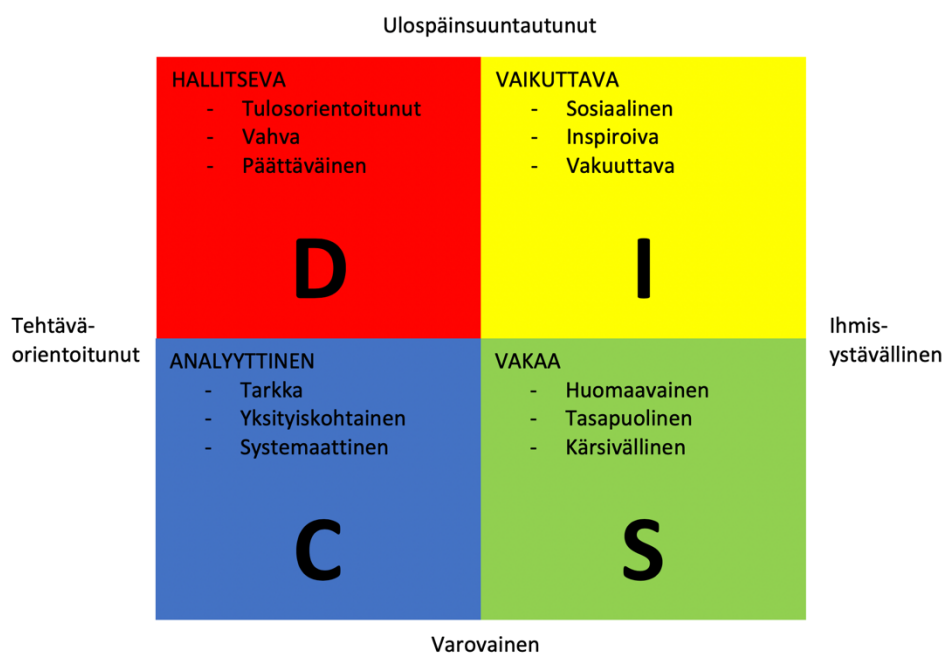 Ulospäinsuuntautunut
HALLITSEVA
- Tulosorientoitunut
- Vahva
- Päättäväinen
D
VAIKUTTAVA
- Sosiaalinen
- Inspiroiva
- Vakuuttava
I
Tehtävä-
orientoitunut
Ihmis-
ystävällinen
ANALYYTTINEN
- Tarkka
- Yksityiskohtainen
- Systemaattinen
C
VAKAA
- Huomaavainen
- Tasapuolinen
- Kärsivällinen
S
Varovainen